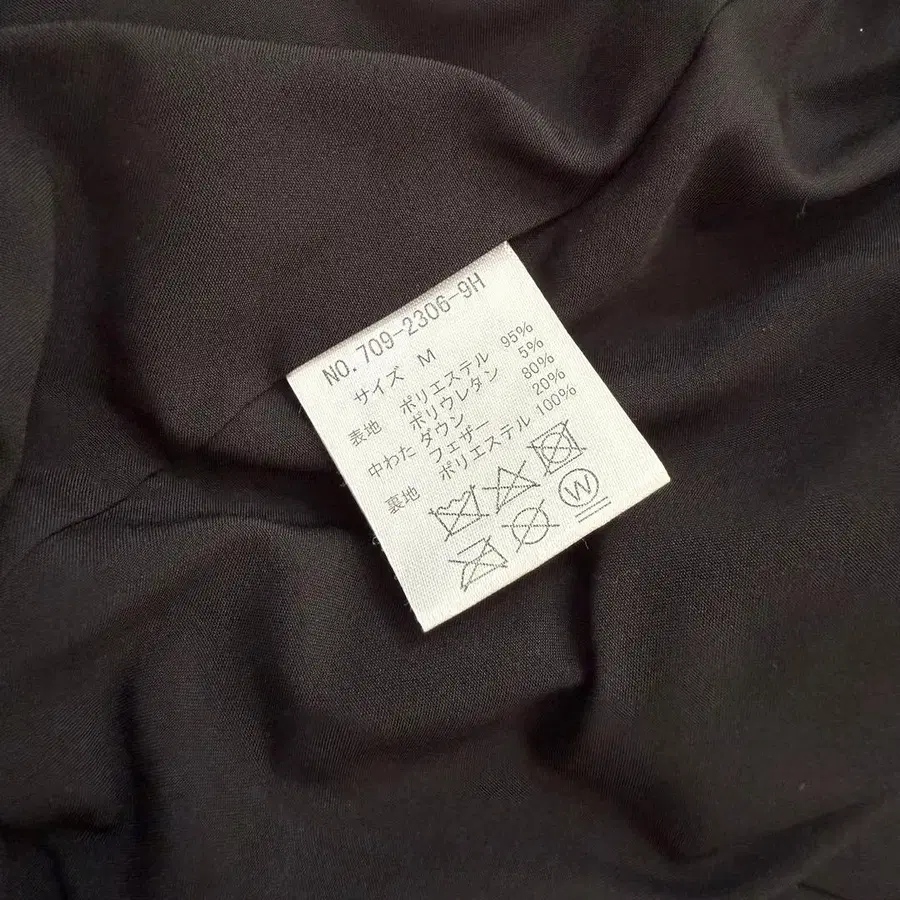 NO.709-2306-9H
サイズ M
表地 ポリエステル 95%
ポリウレタン 5%
中わた ダウン 80%
フェザー 20%
裏地 ポリエステル 100%
W